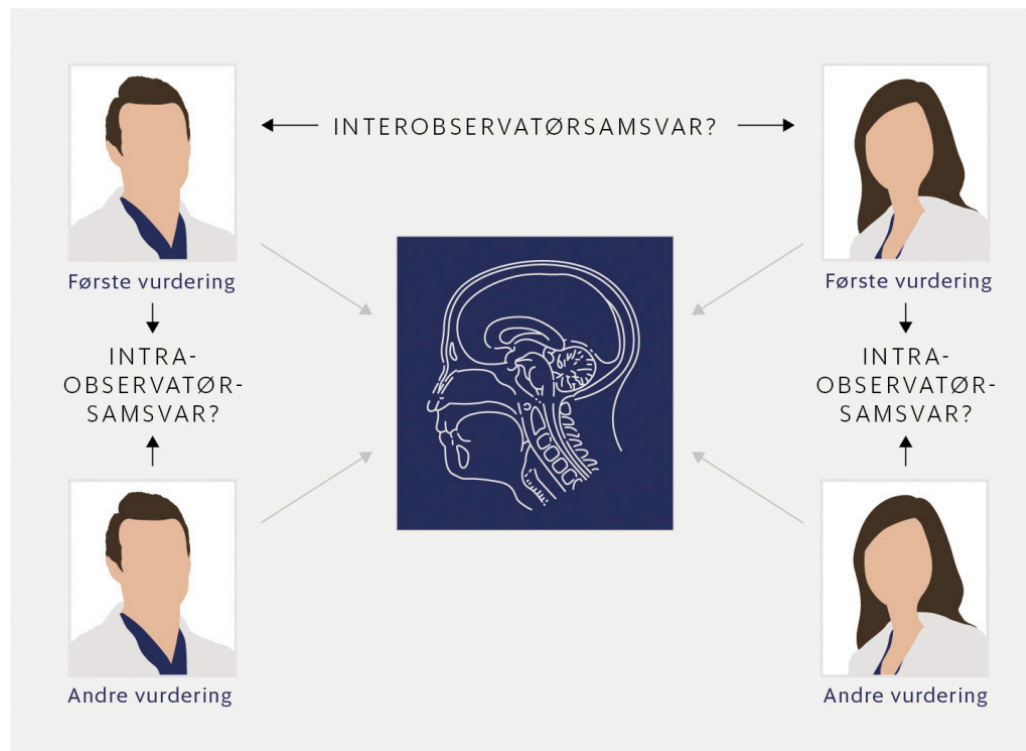 INTEROBSERVATØRSAMSVAR?
Første vurdering
Første vurdering
INTRA-
OBSERVATØR-
SAMSVAR?
INTRA-
OBSERVATØR-
SAMSVAR?
Andre vurdering
Andre vurdering